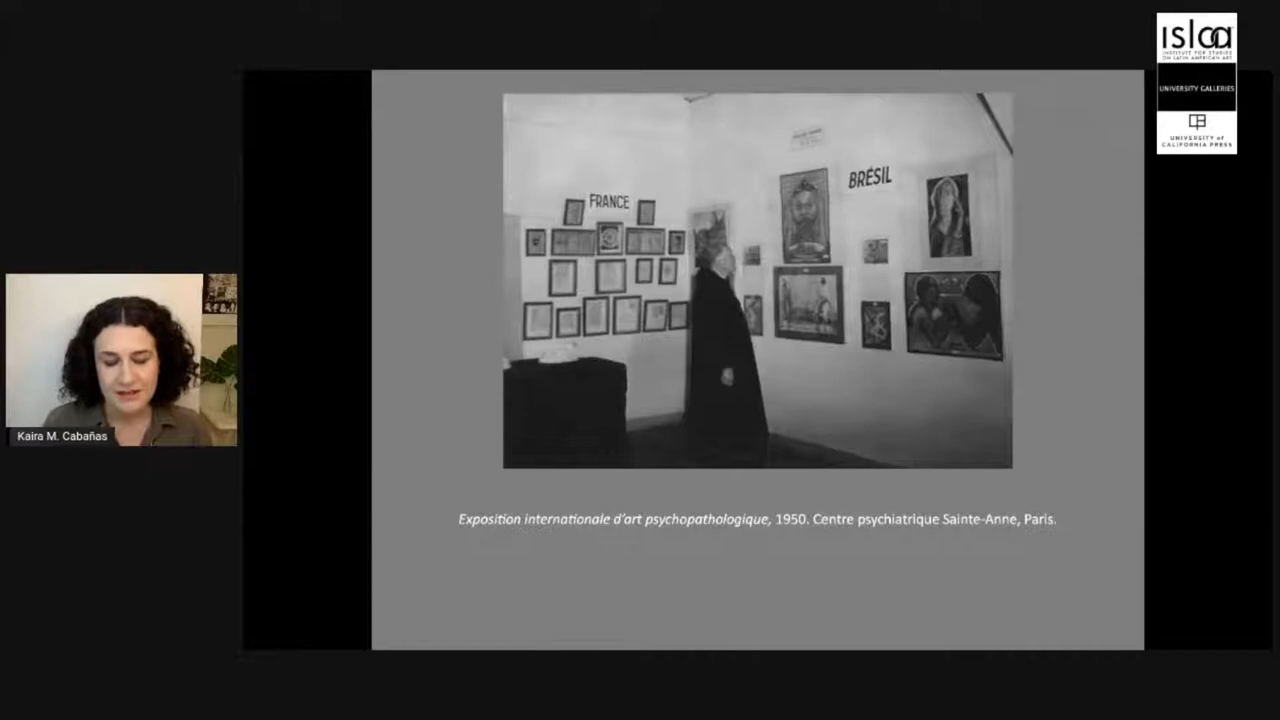 islaa
INSTITUTE FOR STUDIES
ON LATIN AMERICAN ART
UNIVERSITY GALLERIES
UNIVERSITY of
CALIFORNIA PRESS
FRANCE
BRÉSIL
Kaira M. Cabañas
Exposition internationale d'art psychopathologique, 1950. Centre psychiatrique Sainte-Anne, Paris.